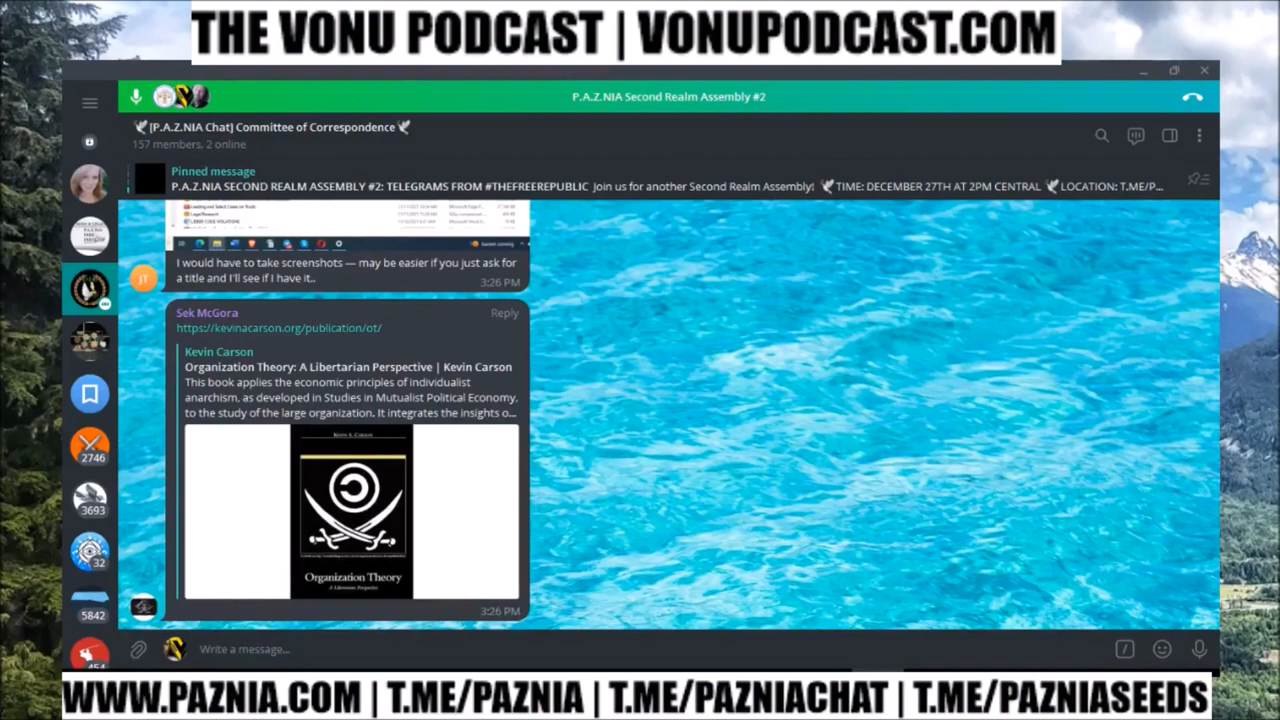 THE VONU PODCAST | VONUPODCAST.COM
P.A.Z.NIA Second Realm Assembly #2
🕊[P.A.Z.NIA Chat] Committee of Correspondence🕊
157 members, 2 online
Pinned message
P.A.Z.NIA SECOND REALM ASSEMBLY #2: TELEGRAMS FROM #THEFREEREPUBLIC Join us for another Second Realm Assembly! 🕊TIME: DECEMBER 27TH AT 2PM CENTRAL 🕊LOCATION: T.ME/P...
I would have to take screenshots — may be easier if you just ask for
a title and I'll see if I have it..
3:26 PM
JT
Sek McGora Reply
https://kevinacarson.org/publication/ot/
Kevin Carson
Organization Theory: A Libertarian Perspective | Kevin Carson
This book applies the economic principles of individualist
anarchism, as developed in Studies in Mutualist Political Economy,
to the study of the large organization. It integrates the insights o...
Kevin A. Carson
Organization Theory
A Libertarian Perspective
3:26 PM
2746
3693
32
5842
454
Write a message...
WWW.PAZNIA.COM | T.ME/PAZNIA | T.ME/PAZNIACHAT | T.ME/PAZNIASEEDS